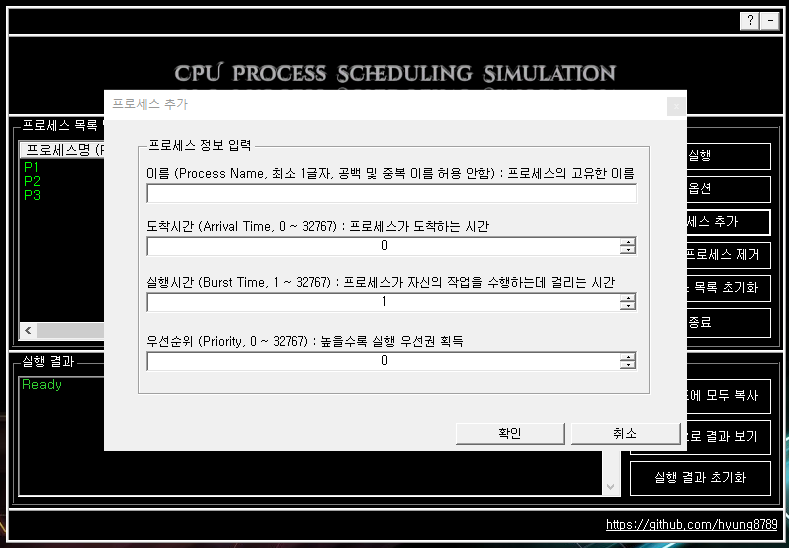 ? -
CPU PROCESS SCHEDULING SIMULATION
프로세스 추가
x
프로세스 목록
프로세스 정보 입력
프로세스명 (P
P1
P2
P3
이름 (Process Name, 최소 1글자, 공백 및 중복 이름 허용 안함) : 프로세스의 고유한 이름
도착시간 (Arrival Time, 0 ~ 32767) : 프로세스가 도착하는 시간
0
실행시간 (Burst Time, 1 ~ 32767) : 프로세스가 자신의 작업을 수행하는데 걸리는 시간
1
우선순위 (Priority, 0 ~ 32767) : 높을수록 실행 우선권 획득
0
확인
취소
실행
옵션
세스 추가
프로세스 제거
목록 초기화
종료
실행 결과
Ready
에 모두 복사
로 결과 보기
실행 결과 초기화
https://github.com/hyung8789